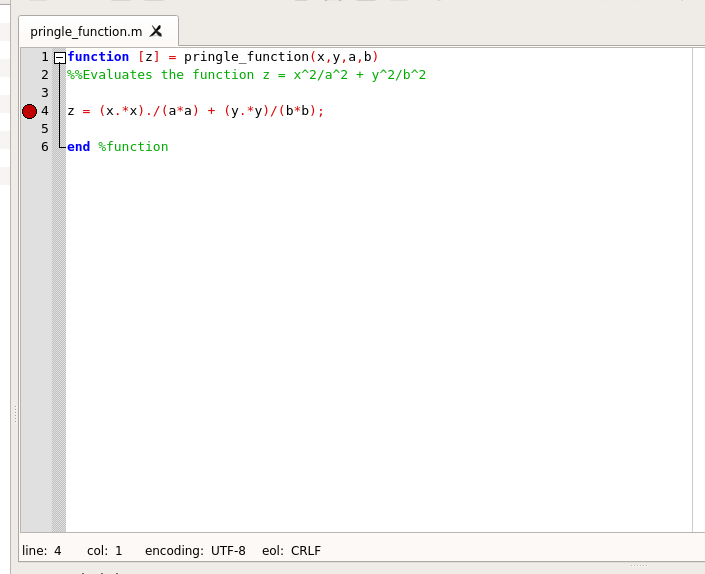 pringle_function.m
1 function [z] = pringle_function(x,y,a,b)
2 %%Evaluates the function z = x^2/a^2 + y^2/b^2
3
4 z = (x.*x)./(a*a) + (y.*y)/(b*b);
5
6 end %function
line: 4 col: 1 encoding: UTF-8 eol: CRLF